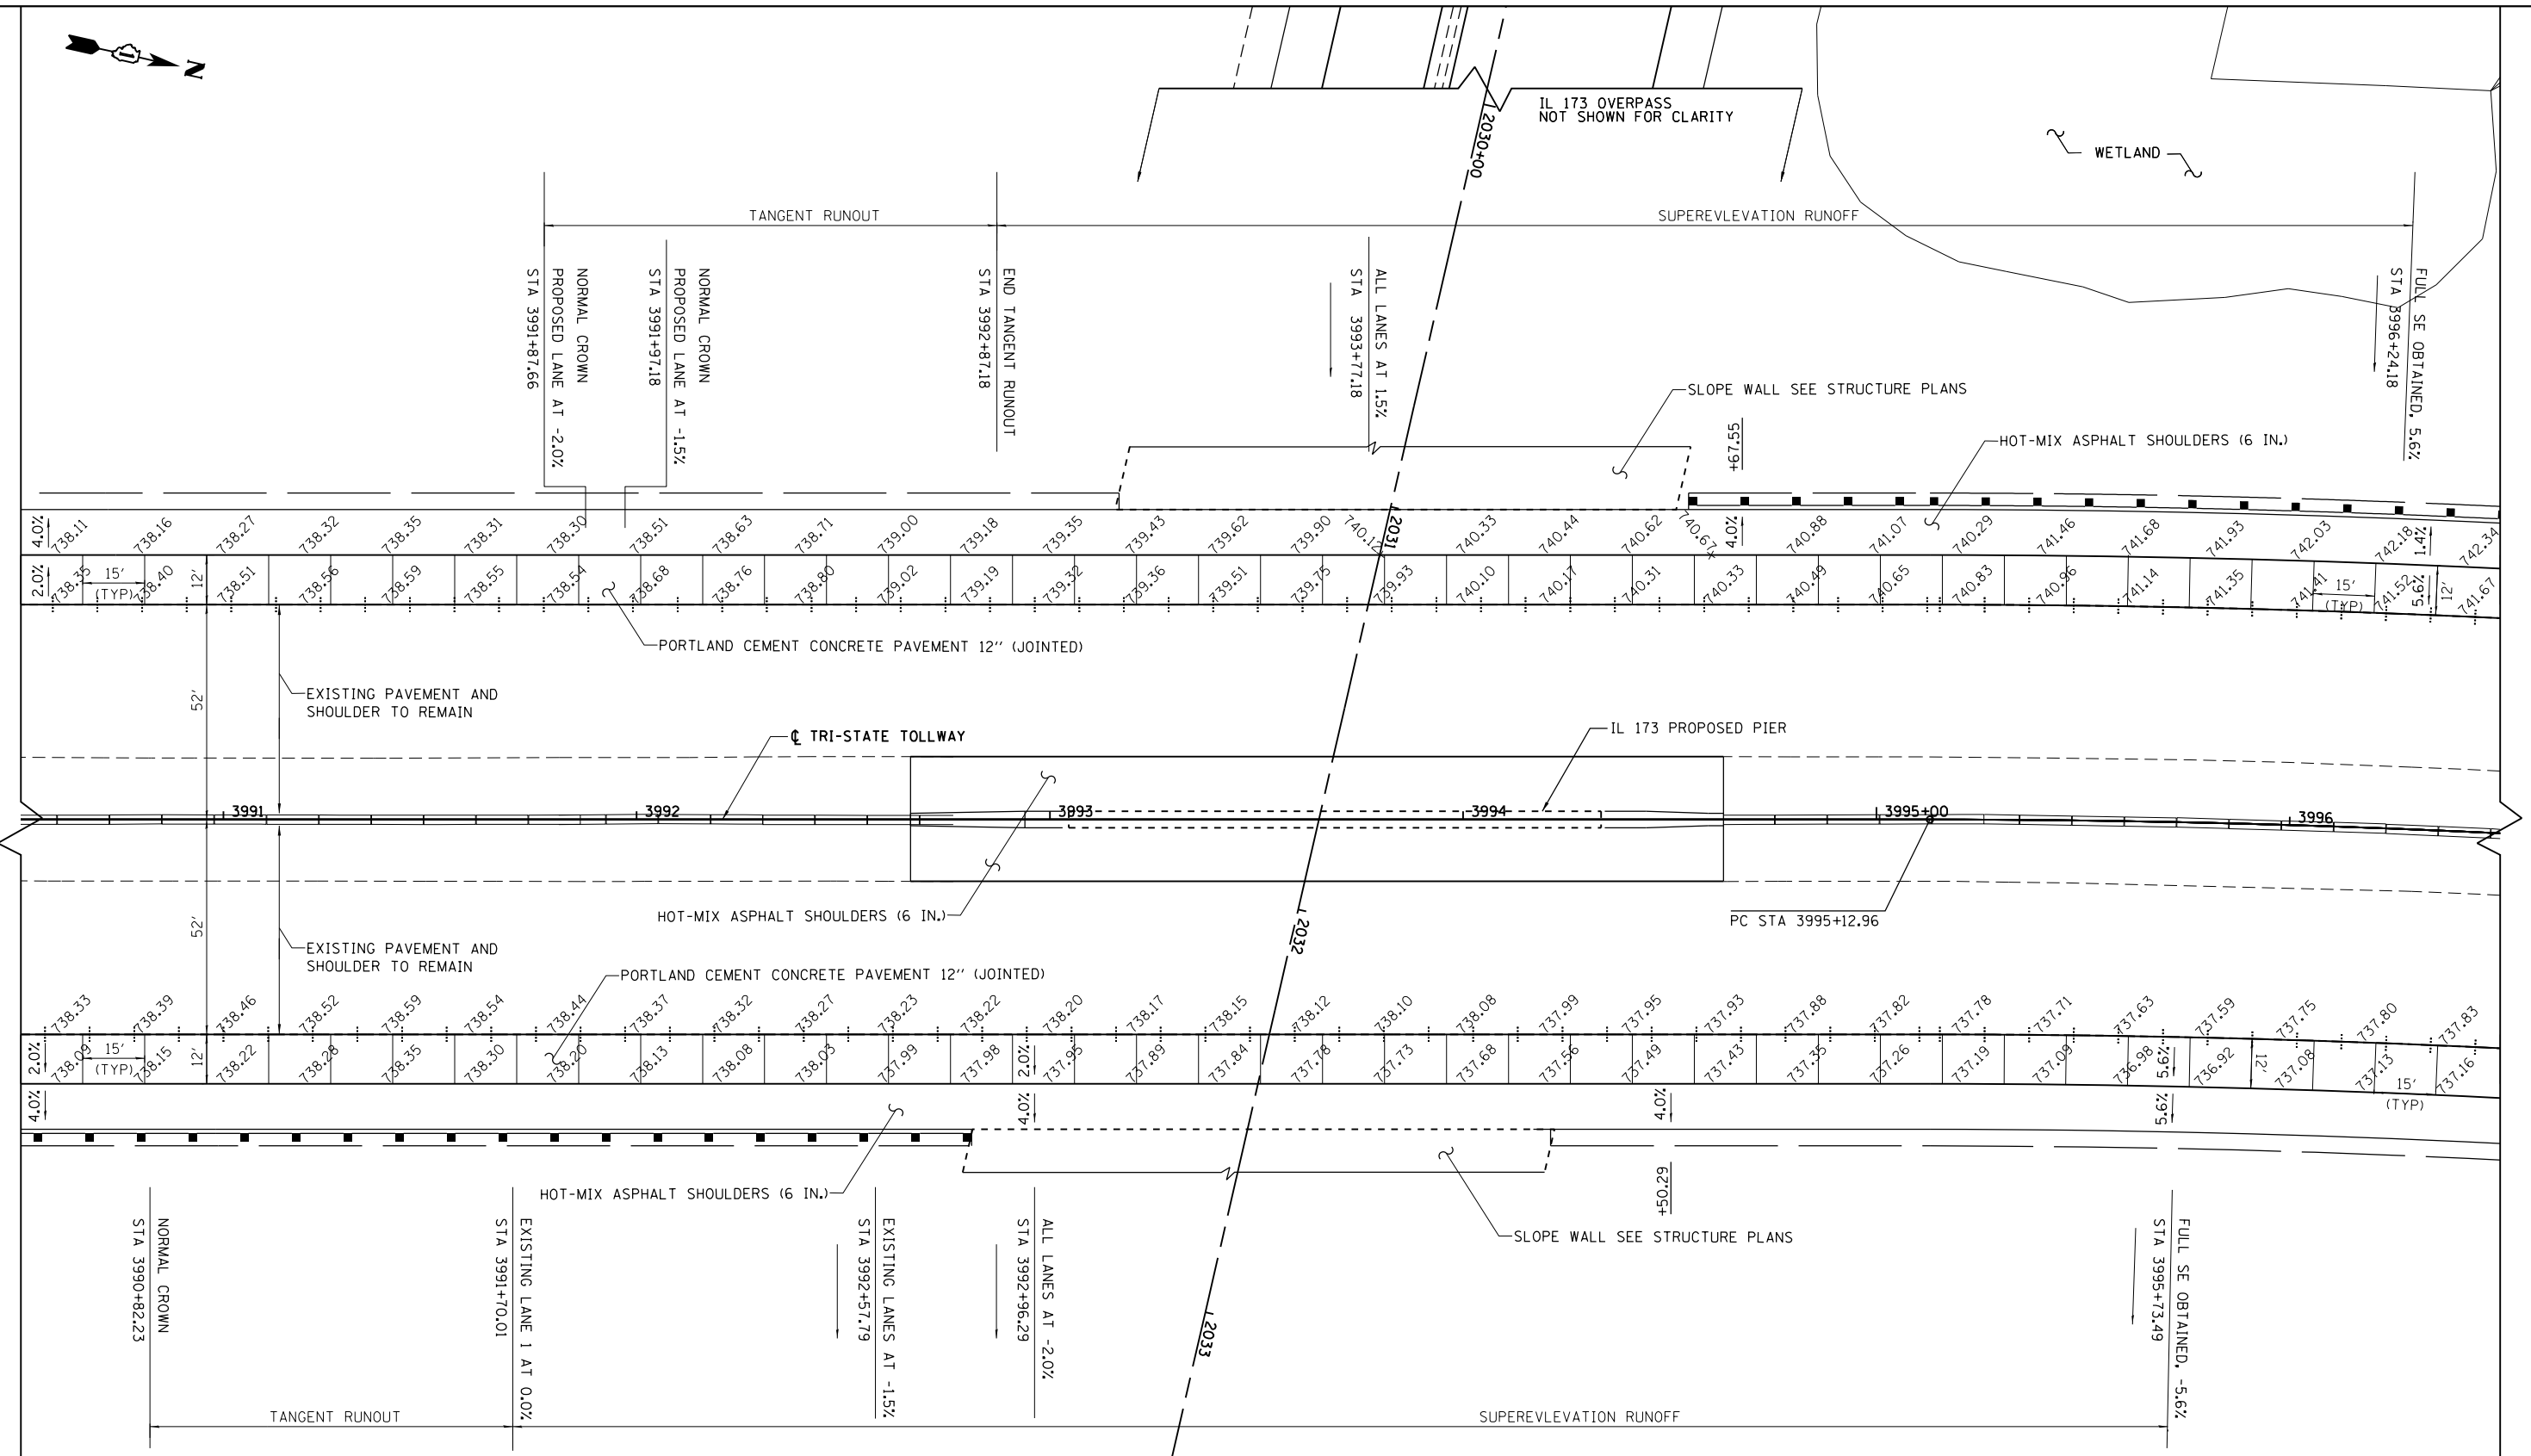 N
IL 173 OVERPASS
NOT SHOWN FOR CLARITY
2030+00
WETLAND
TANGENT RUNOUT
SUPEREVLEVATION RUNOFF
NORMAL CROWN
PROPOSED LANE AT -2.0%
STA 3991+87.66
NORMAL CROWN
PROPOSED LANE AT -1.5%
STA 3991+97.18
END TANGENT RUNOUT
STA 3992+87.18
ALL LANES AT 1.5%
STA 3993+77.18
FULL SE OBTAINED, 5.6%
STA 3996+24.18
SLOPE WALL SEE STRUCTURE PLANS
+67.55
HOT-MIX ASPHALT SHOULDERS (6 IN.)
4.0% 738.11 738.16 738.27 738.32 738.35 738.31 738.30 738.51 738.63 738.71 739.00 739.18 739.35 739.43 739.62 739.90 740.12 2031 740.33 740.44 740.62 740.67 4.0% 740.88 741.07 740.29 741.46 741.68 741.93 742.03 742.18 1.4% 742.34
2.0% 738.35 15' 738.40 12' 738.51 738.56 738.59 738.55 738.54 738.68 738.76 738.80 739.02 739.19 739.32 739.36 739.51 739.75 739.93 740.10 740.17 740.31 740.33 740.49 740.65 740.83 740.96 741.14 741.35 741.41 15' 741.52 5.6% 12' 741.67
(TYP)
(TYP)
PORTLAND CEMENT CONCRETE PAVEMENT 12" (JOINTED)
52'
EXISTING PAVEMENT AND
SHOULDER TO REMAIN
℄ TRI-STATE TOLLWAY
IL 173 PROPOSED PIER
3991 3992 3993 3994 3995+00 3996
HOT-MIX ASPHALT SHOULDERS (6 IN.)
PC STA 3995+12.96
2032
52'
EXISTING PAVEMENT AND
SHOULDER TO REMAIN
PORTLAND CEMENT CONCRETE PAVEMENT 12" (JOINTED)
738.33 738.39 738.46 738.52 738.59 738.54 738.44 738.37 738.32 738.27 738.23 738.22 738.20 738.17 738.15 738.12 738.10 738.08 737.99 737.95 737.93 737.88 737.82 737.78 737.71 737.63 737.59 737.75 737.80 737.83
2.0% 738.09 15' 738.15 12' 738.22 738.28 738.35 738.30 738.20 738.13 738.08 738.03 737.99 737.98 2.0% 737.95 737.89 737.84 737.78 737.73 737.68 737.56 737.49 737.43 737.35 737.26 737.19 737.09 736.98 5.6% 736.92 12' 737.08 737.13 15' 737.16
(TYP)
(TYP)
4.0% 4.0% 4.0% 5.6%
HOT-MIX ASPHALT SHOULDERS (6 IN.)
+50.29
SLOPE WALL SEE STRUCTURE PLANS
NORMAL CROWN
STA 3990+82.23
EXISTING LANE 1 AT 0.0%
STA 3991+70.01
EXISTING LANES AT -1.5%
STA 3992+57.79
ALL LANES AT -2.0%
STA 3992+96.29
2033
FULL SE OBTAINED, -5.6%
STA 3995+73.49
TANGENT RUNOUT
SUPEREVLEVATION RUNOFF